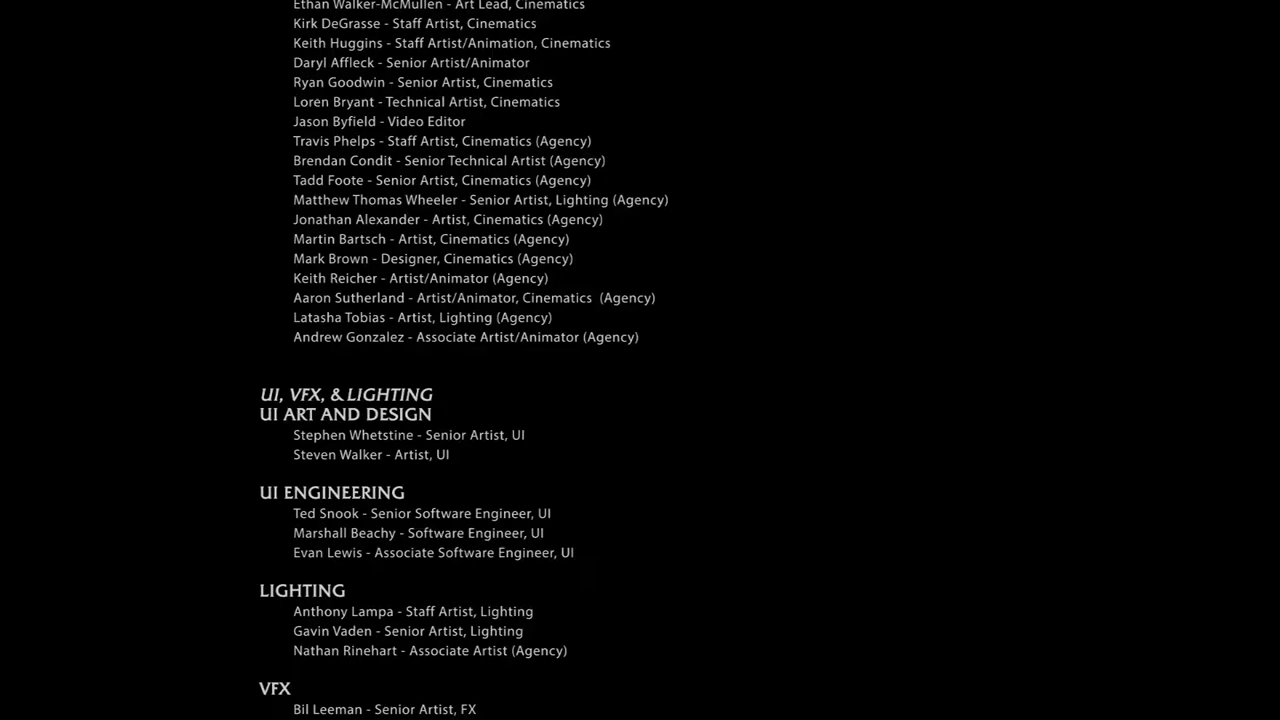 Ethan Walker-McMullen - Art Lead, Cinematics
Kirk DeGrasse - Staff Artist, Cinematics
Keith Huggins - Staff Artist/Animation, Cinematics
Daryl Affleck - Senior Artist/Animator
Ryan Goodwin - Senior Artist, Cinematics
Loren Bryant - Technical Artist, Cinematics
Jason Byfield - Video Editor
Travis Phelps - Staff Artist, Cinematics (Agency)
Brendan Condit - Senior Technical Artist (Agency)
Tadd Foote - Senior Artist, Cinematics (Agency)
Matthew Thomas Wheeler - Senior Artist, Lighting (Agency)
Jonathan Alexander - Artist, Cinematics (Agency)
Martin Bartsch - Artist, Cinematics (Agency)
Mark Brown - Designer, Cinematics (Agency)
Keith Reicher - Artist/Animator (Agency)
Aaron Sutherland - Artist/Animator, Cinematics  (Agency)
Latasha Tobias - Artist, Lighting (Agency)
Andrew Gonzalez - Associate Artist/Animator (Agency)
UI, VFX, & LIGHTING
UI ART AND DESIGN
Stephen Whetstine - Senior Artist, UI
Steven Walker - Artist, UI
UI ENGINEERING
Ted Snook - Senior Software Engineer, UI
Marshall Beachy - Software Engineer, UI
Evan Lewis - Associate Software Engineer, UI
LIGHTING
Anthony Lampa - Staff Artist, Lighting
Gavin Vaden - Senior Artist, Lighting
Nathan Rinehart - Associate Artist (Agency)
VFX
Bil Leeman - Senior Artist, FX